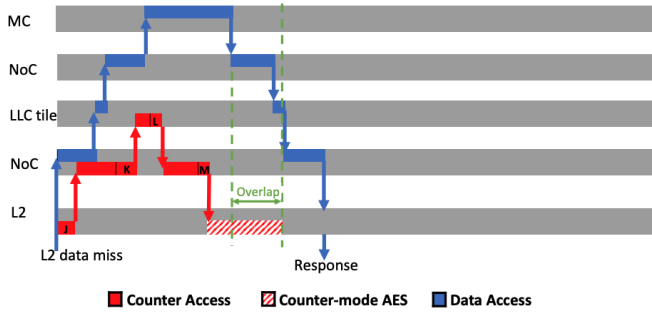 MC
NoC
LLC tile
L
NoC
K
M
Overlap
L2
J
L2 data miss
Response
Counter Access
Counter-mode AES
Data Access